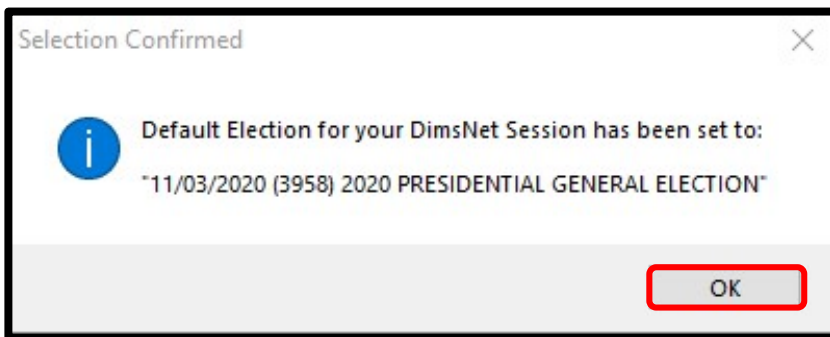 Selection Confirmed
Default Election for your DimsNet Session has been set to:
"11/03/2020 (3958) 2020 PRESIDENTIAL GENERAL ELECTION"
OK